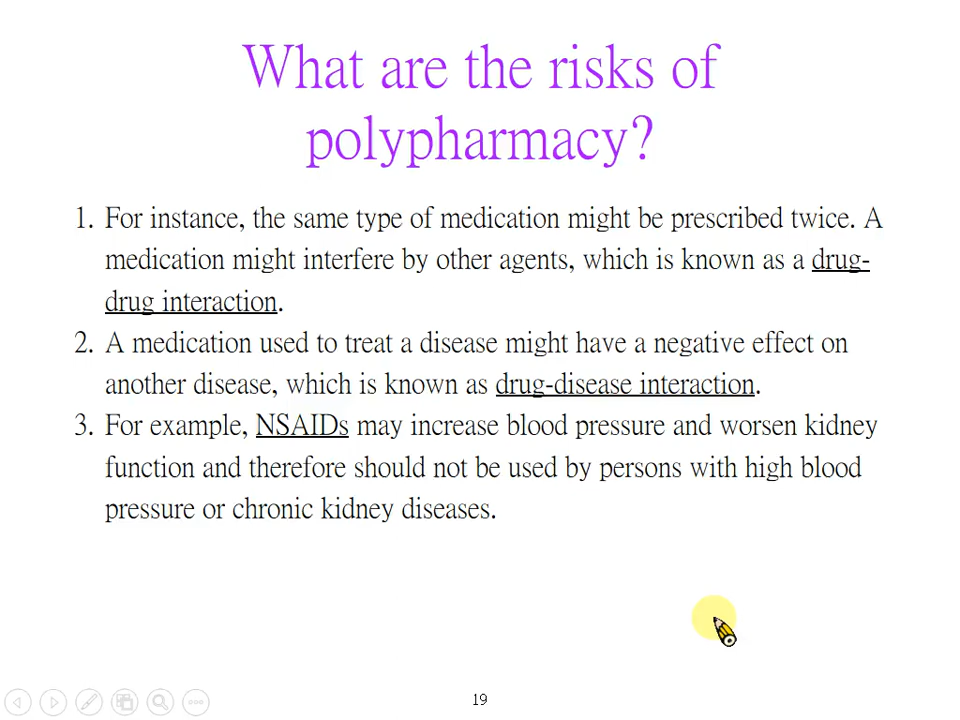 What are the risks of
polypharmacy?
1. For instance, the same type of medication might be prescribed twice. A
medication might interfere by other agents, which is known as a drug-
drug interaction.
2. A medication used to treat a disease might have a negative effect on
another disease, which is known as drug-disease interaction.
3. For example, NSAIDs may increase blood pressure and worsen kidney
function and therefore should not be used by persons with high blood
pressure or chronic kidney diseases.
19